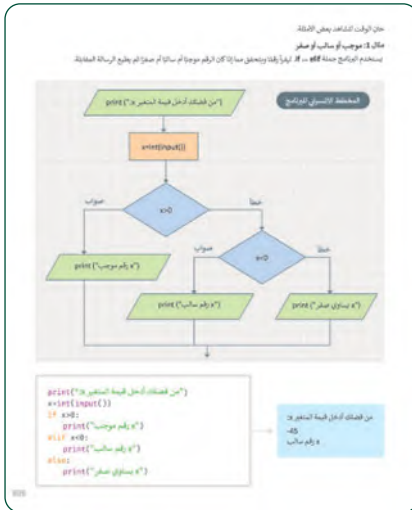 حان الوقت لتشاهد بعض الأمثلة.
مثال 1: موجب أو سالب أو صفر
يستخدم البرنامج جملة if ... elif ليقرأ رقمًا ويتحقق مما إذا كان الرقم موجبًا أم سالبًا أم صفرًا ثم يطبع الرسالة المقابلة.
المخطط الانسيابي للبرنامج
print ("من فضلك أدخل قيمة المتغير x:")
x=int(input())
x>0
صواب
خطأ
x<0
صواب
خطأ
print ("x رقم موجب")
print ("x رقم سالب")
print ("x يساوي صفر")
print("من فضلك أدخل قيمة المتغير x:")
x=int(input())
if x>0:
print("x رقم موجب")
elif x<0:
print("x رقم سالب")
else:
print("x يساوي صفر")
من فضلك أدخل قيمة المتغير x:
-45
x رقم سالب